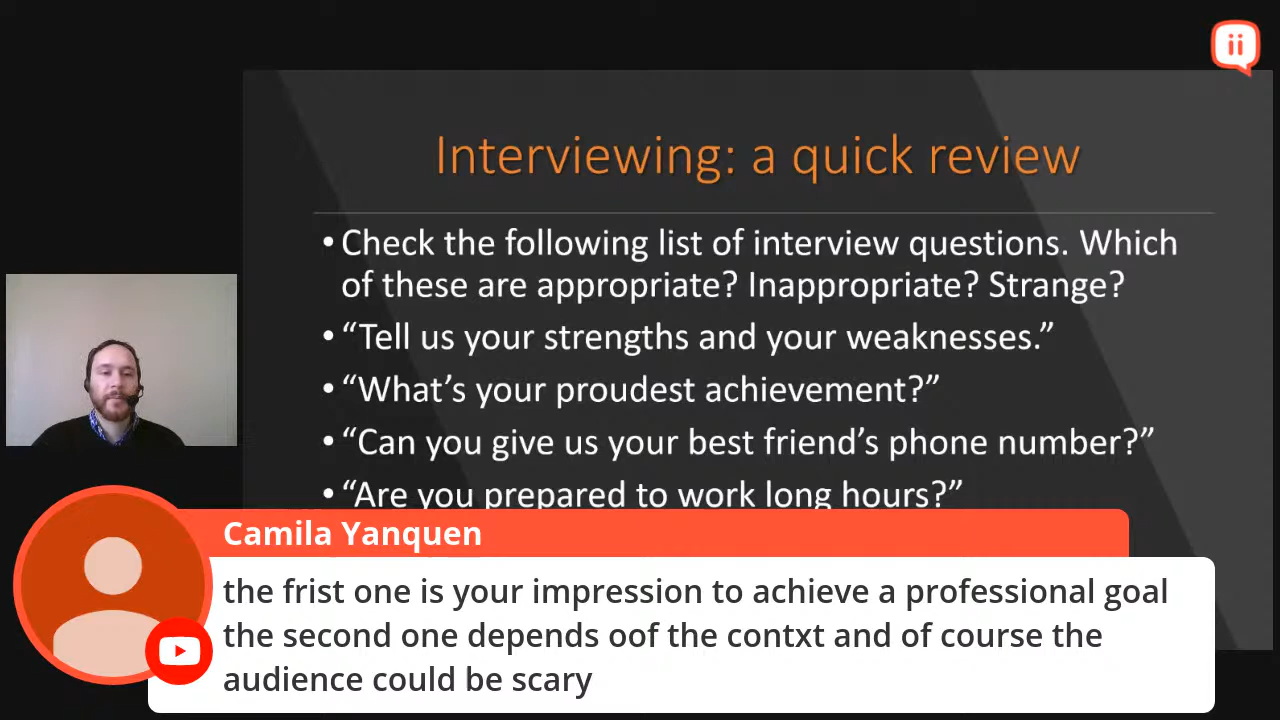 Interviewing: a quick review
• Check the following list of interview questions. Which
of these are appropriate? Inappropriate? Strange?
• “Tell us your strengths and your weaknesses.”
• “What’s your proudest achievement?”
• “Can you give us your best friend’s phone number?”
• “Are you prepared to work long hours?”
Camila Yanquen
the frist one is your impression to achieve a professional goal
the second one depends oof the contxt and of course the
audience could be scary